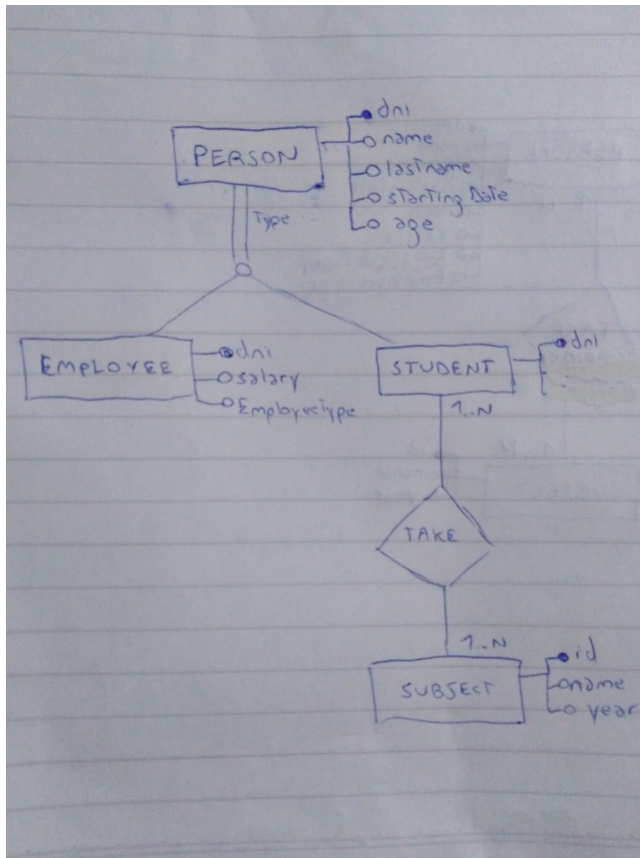 PERSON
dni
name
lastname
starting Date
age
Type
EMPLOYEE
dni
salary
EmployeeType
STUDENT
dni
1..N
TAKE
1..N
SUBJECT
id
name
year